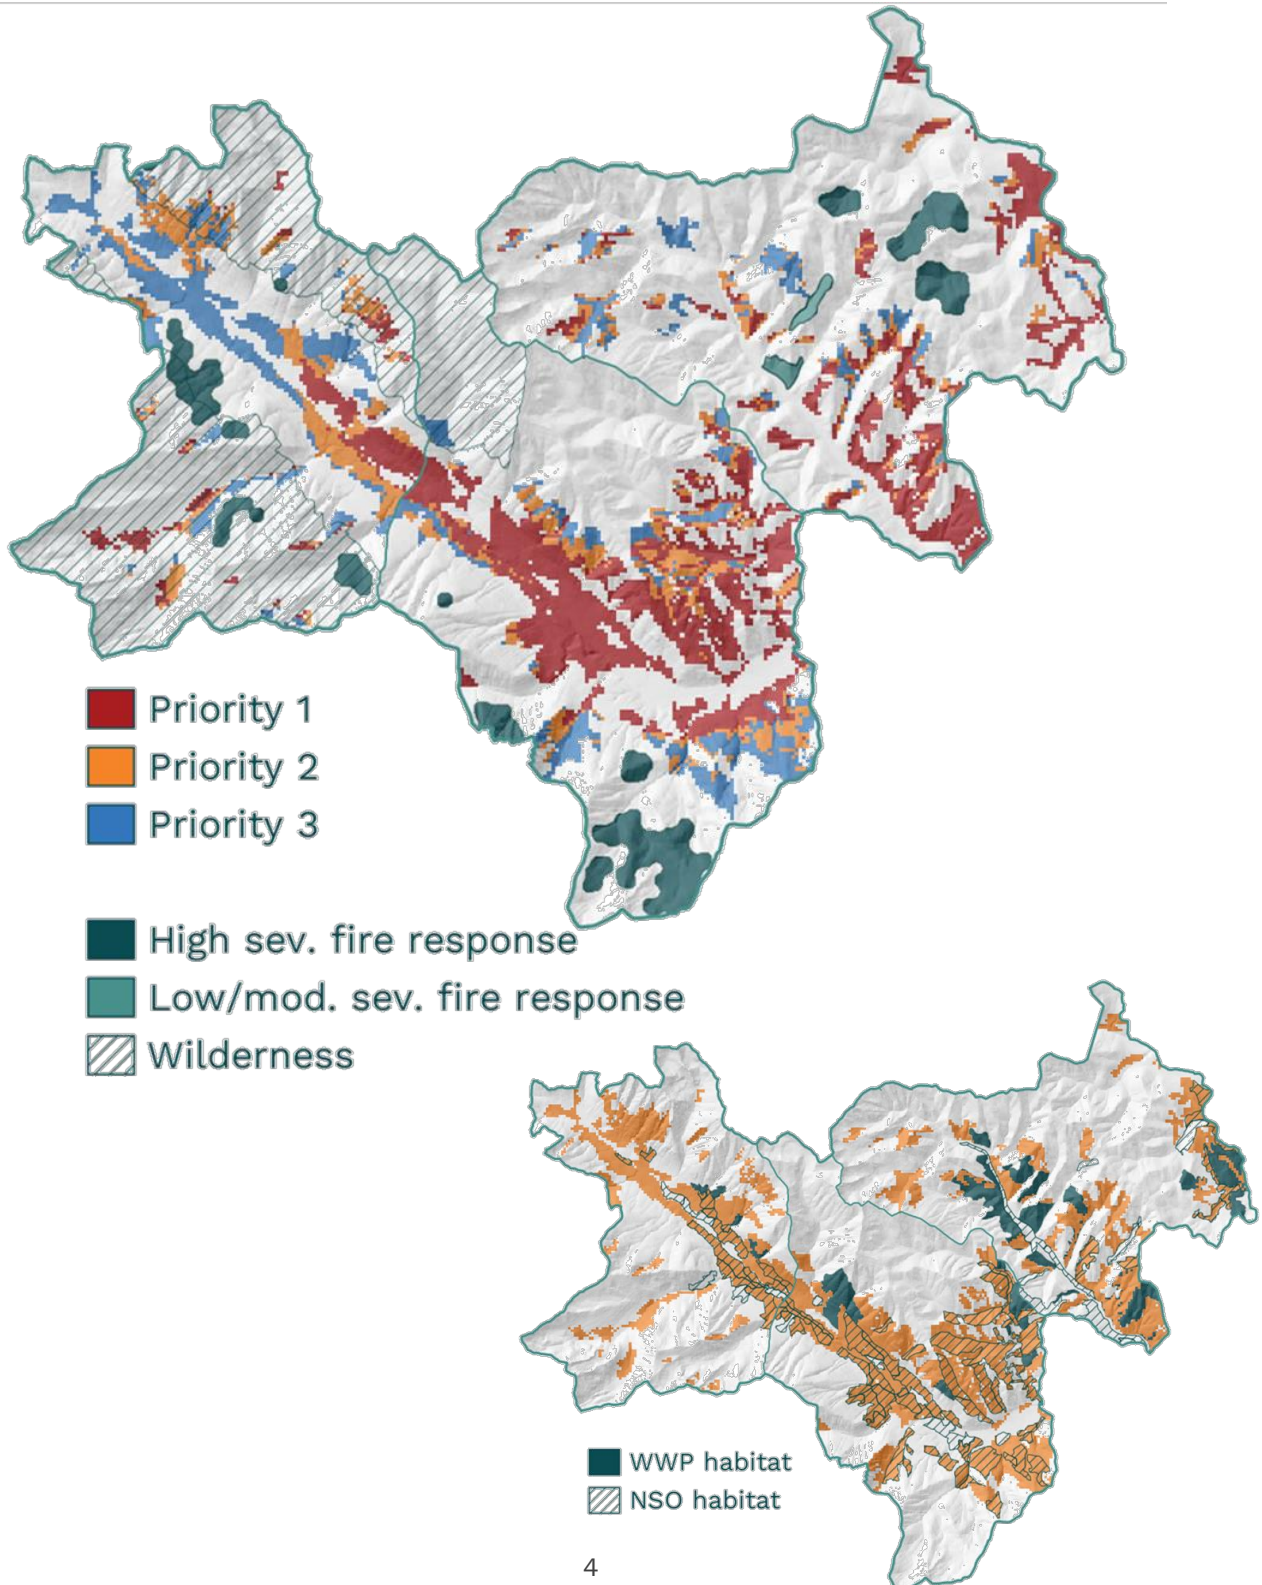 Priority 1
Priority 2
Priority 3
High sev. fire response
Low/mod. sev. fire response
Wilderness
WWP habitat
NSO habitat
4